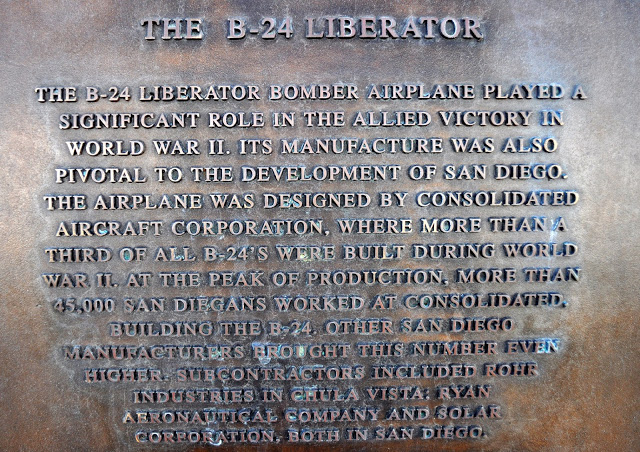 THE B-24 LIBERATOR
THE B-24 LIBERATOR BOMBER AIRPLANE PLAYED A
SIGNIFICANT ROLE IN THE ALLIED VICTORY IN
WORLD WAR II. ITS MANUFACTURE WAS ALSO
PIVOTAL TO THE DEVELOPMENT OF SAN DIEGO.
THE AIRPLANE WAS DESIGNED BY CONSOLIDATED
AIRCRAFT CORPORATION, WHERE MORE THAN A
THIRD OF ALL B-24'S WERE BUILT DURING WORLD
WAR II. AT THE PEAK OF PRODUCTION, MORE THAN
45,000 SAN DIEGANS WORKED AT CONSOLIDATED,
BUILDING THE B-24. OTHER SAN DIEGO
MANUFACTURERS BROUGHT THIS NUMBER EVEN
HIGHER. SUBCONTRACTORS INCLUDED ROHR
INDUSTRIES IN CHULA VISTA, RYAN
AERONAUTICAL COMPANY AND SOLAR
CORPORATION, BOTH IN SAN DIEGO.